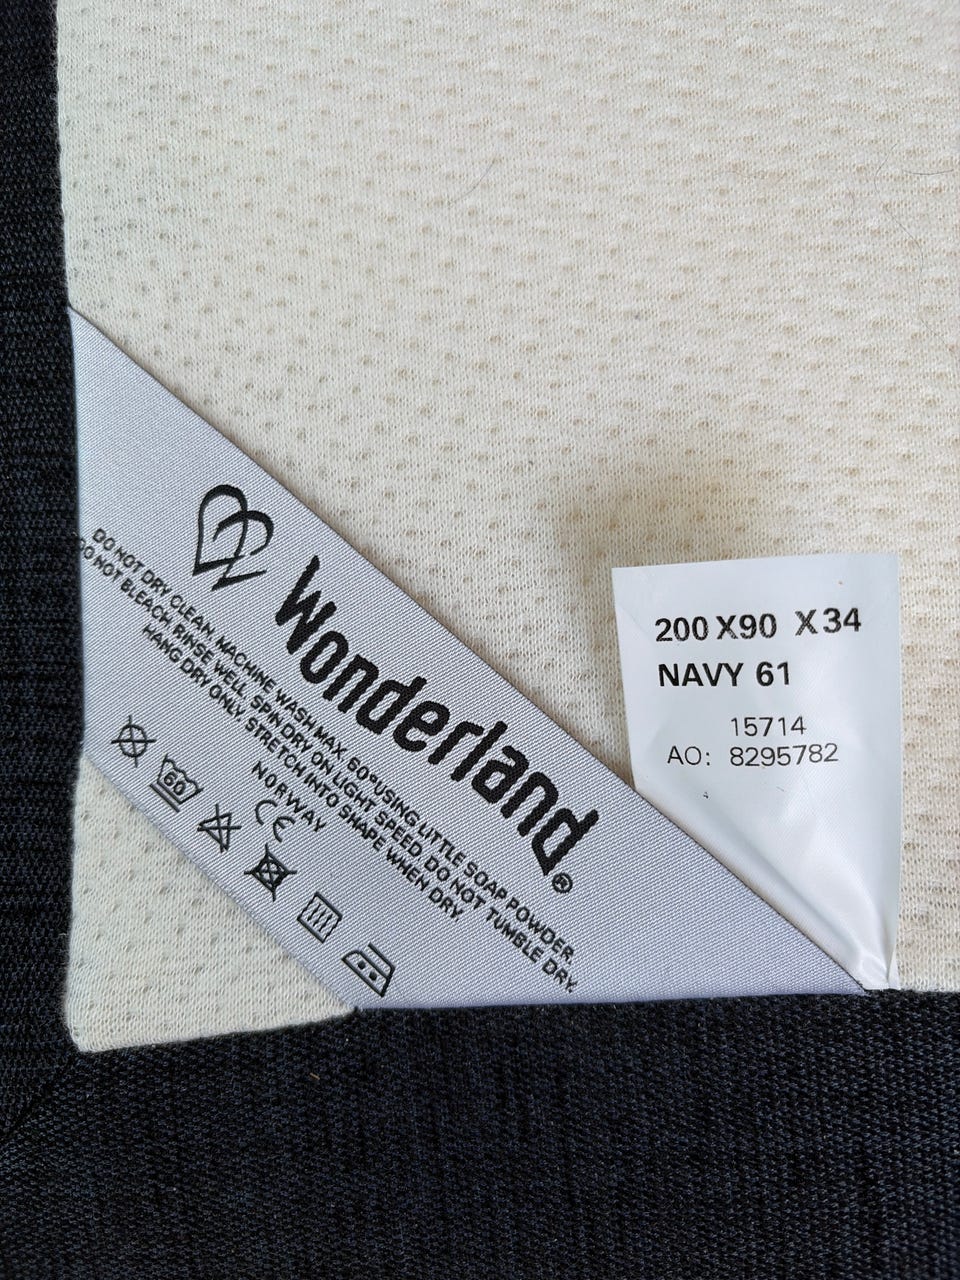 Wonderland®
DO NOT DRY CLEAN. MACHINE WASH MAX. 60° USING LITTLE SOAP POWDER.
DO NOT BLEACH. RINSE WELL. SPIN DRY ON LIGHT SPEED. DO NOT TUMBLE DRY.
HANG DRY ONLY. STRETCH INTO SHAPE WHEN DRY.
NORWAY
CE
60
200 X90 X34
NAVY 61
15714
AO: 8295782